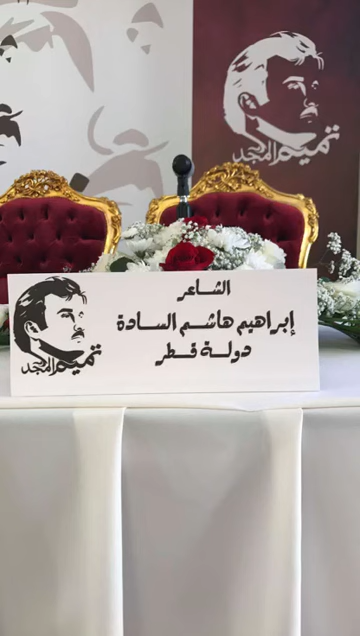 تميم المجد
الشاعر
إبراهيم هاشم السادة
دولة قطر
تميم المجد